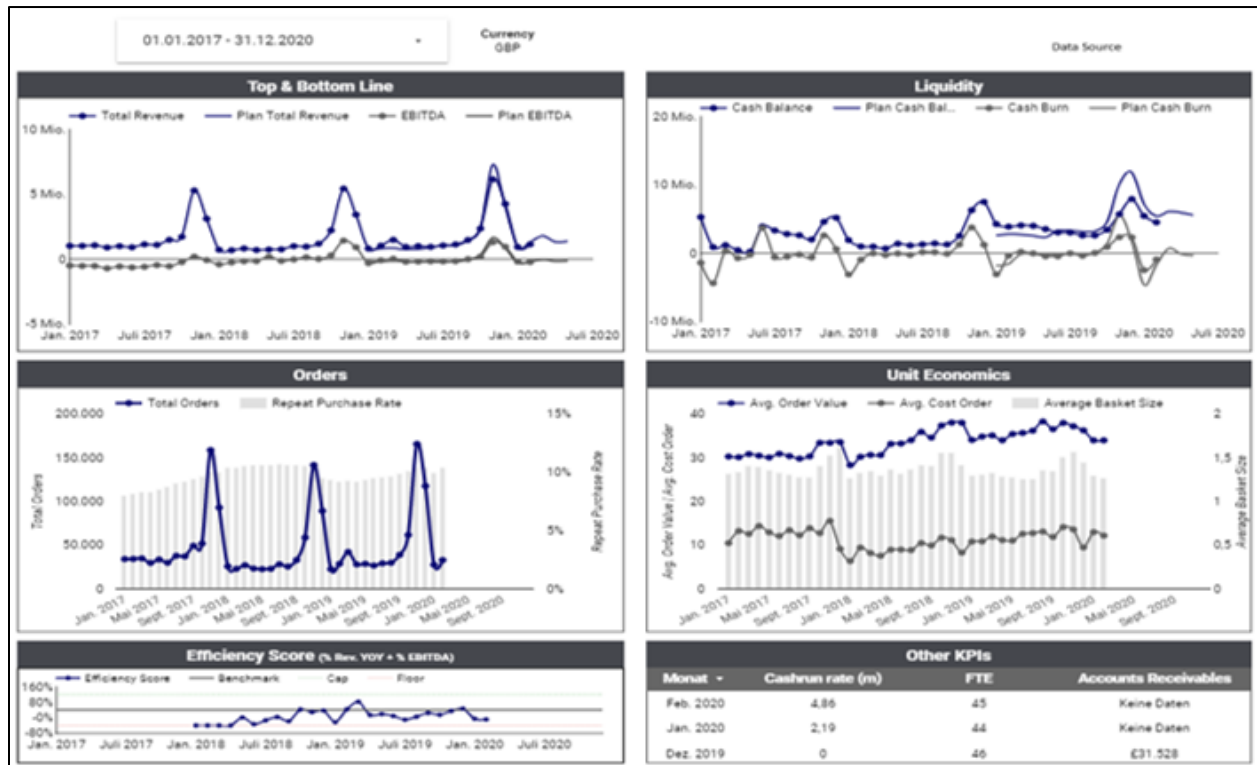 01.01.2017 - 31.12.2020
Currency
GBP
Data Source
Top & Bottom Line
Total Revenue Plan Total Revenue EBITDA Plan EBITDA
10 Mio.
5 Mio.
0
-5 Mio.
Jan. 2017 Juli 2017 Jan. 2018 Juli 2018 Jan. 2019 Juli 2019 Jan. 2020 Juli 2020
Liquidity
Cash Balance Plan Cash Bal... Cash Burn Plan Cash Burn
20 Mio.
10 Mio.
0
-10 Mio.
Jan. 2017 Juli 2017 Jan. 2018 Juli 2018 Jan. 2019 Juli 2019 Jan. 2020 Juli 2020
Orders
Total Orders Repeat Purchase Rate
200.000 15%
150.000
10%
100.000
5%
50.000
0 0%
Total Orders
Repeat Purchase Rate
Jan. 2017 Mai 2017 Sept. 2017 Jan. 2018 Mai 2018 Sept. 2018 Jan. 2019 Mai 2019 Sept. 2019 Jan. 2020 Mai 2020 Sept. 2020
Unit Economics
Avg. Order Value Avg. Cost Order Average Basket Size
40 2
30 1,5
20 1
10 0,5
0 0
Avg. Order Value / Avg. Cost Order
Average Basket Size
Jan. 2017 Mai 2017 Sept. 2017 Jan. 2018 Mai 2018 Sept. 2018 Jan. 2019 Mai 2019 Sept. 2019 Jan. 2020 Mai 2020 Sept. 2020
Efficiency Score (% Rev. YOY + % EBITDA)
Efficiency Score Benchmark Cap Floor
160%
80%
-0%
-80%
Jan. 2017 Juli 2017 Jan. 2018 Juli 2018 Jan. 2019 Juli 2019 Jan. 2020 Juli 2020
Other KPIs
Monat Cashrun rate (m) FTE Accounts Receivables
Feb. 2020 4,86 45 Keine Daten
Jan. 2020 2,19 44 Keine Daten
Dez. 2019 0 46 £31.528